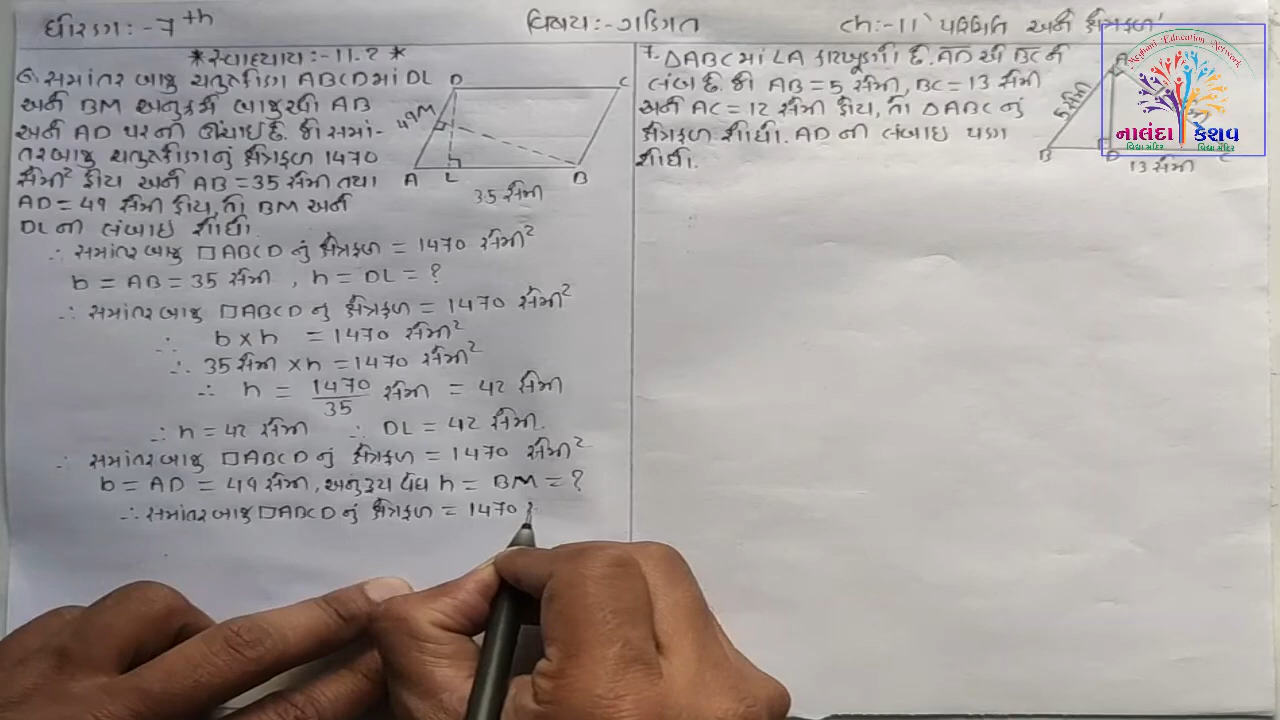 ધોરણ :- 7th
વિષય :- ગણિત
ch :- 11 'પરિમિતિ અને ક્ષેત્રફળ'
* સ્વાધ્યાય :- 11.2 *
6. સમાંતર બાજુ ચતુષ્કોણ ABCD માં DL
અને BM અનુક્રમે બાજુઓ AB
અને AD પરની ઊંચાઈ છે. જો સમાં-
તરબાજુ ચતુષ્કોણનું ક્ષેત્રફળ 1470
સેમી² હોય અને AB = 35 સેમી તથા
AD = 49 સેમી હોય, તો BM અને
DL ની લંબાઇ શોધો.
D C
49 M
A L B
35 સેમી
∴ સમાંતર બાજુ □ABCD નું ક્ષેત્રફળ = 1470 સેમી²
b = AB = 35 સેમી , h = DL = ?
∴ સમાંતર બાજુ □ABCD નું ક્ષેત્રફળ = 1470 સેમી²
∴ b × h = 1470 સેમી²
∴ 35 સેમી × h = 1470 સેમી²
∴ h = 1470/35 સેમી = 42 સેમી
∴ h = 42 સેમી ∴ DL = 42 સેમી.
∴ સમાંતરબાજુ □ABCD નું ક્ષેત્રફળ = 1470 સેમી²
b = AD = 49 સેમી, અનુરૂપ વેધ h = BM = ?
∴ સમાંતરબાજુ □ABCD નું ક્ષેત્રફળ = 1470
7. ΔABC માં ∠A કાટખૂણો છે. AD એ BC ને
લંબ છે. જો AB = 5 સેમી, BC = 13 સેમી
અને AC = 12 સેમી હોય, તો ΔABC નું
ક્ષેત્રફળ શોધો. AD ની લંબાઇ પણ
શોધો.
A
5 સેમી
B D C
13 સેમી
Meghani Education Network
નાલંદા કેશવ
વિદ્યા મંદિર વિદ્યા મંદિર